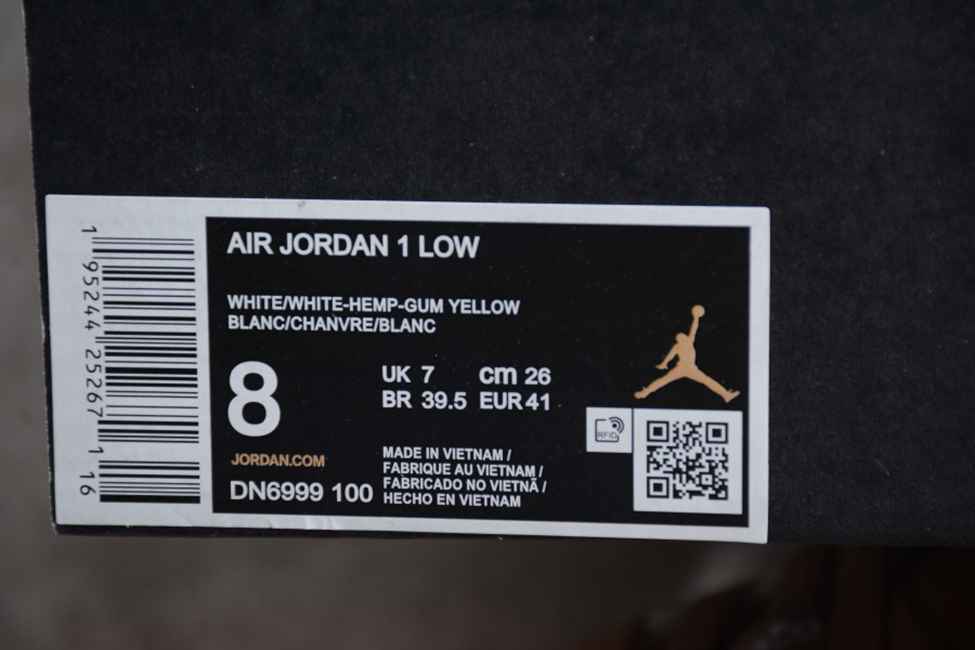 AIR JORDAN 1 LOW
WHITE/WHITE-HEMP-GUM YELLOW
BLANC/CHANVRE/BLANC
8
UK 7 cm 26
BR 39.5 EUR 41
JORDAN.COM
DN6999 100
MADE IN VIETNAM /
FABRIQUE AU VIETNAM /
FABRICADO NO VIETNÃ /
HECHO EN VIETNAM
RFID
1 95244 25267 1 16